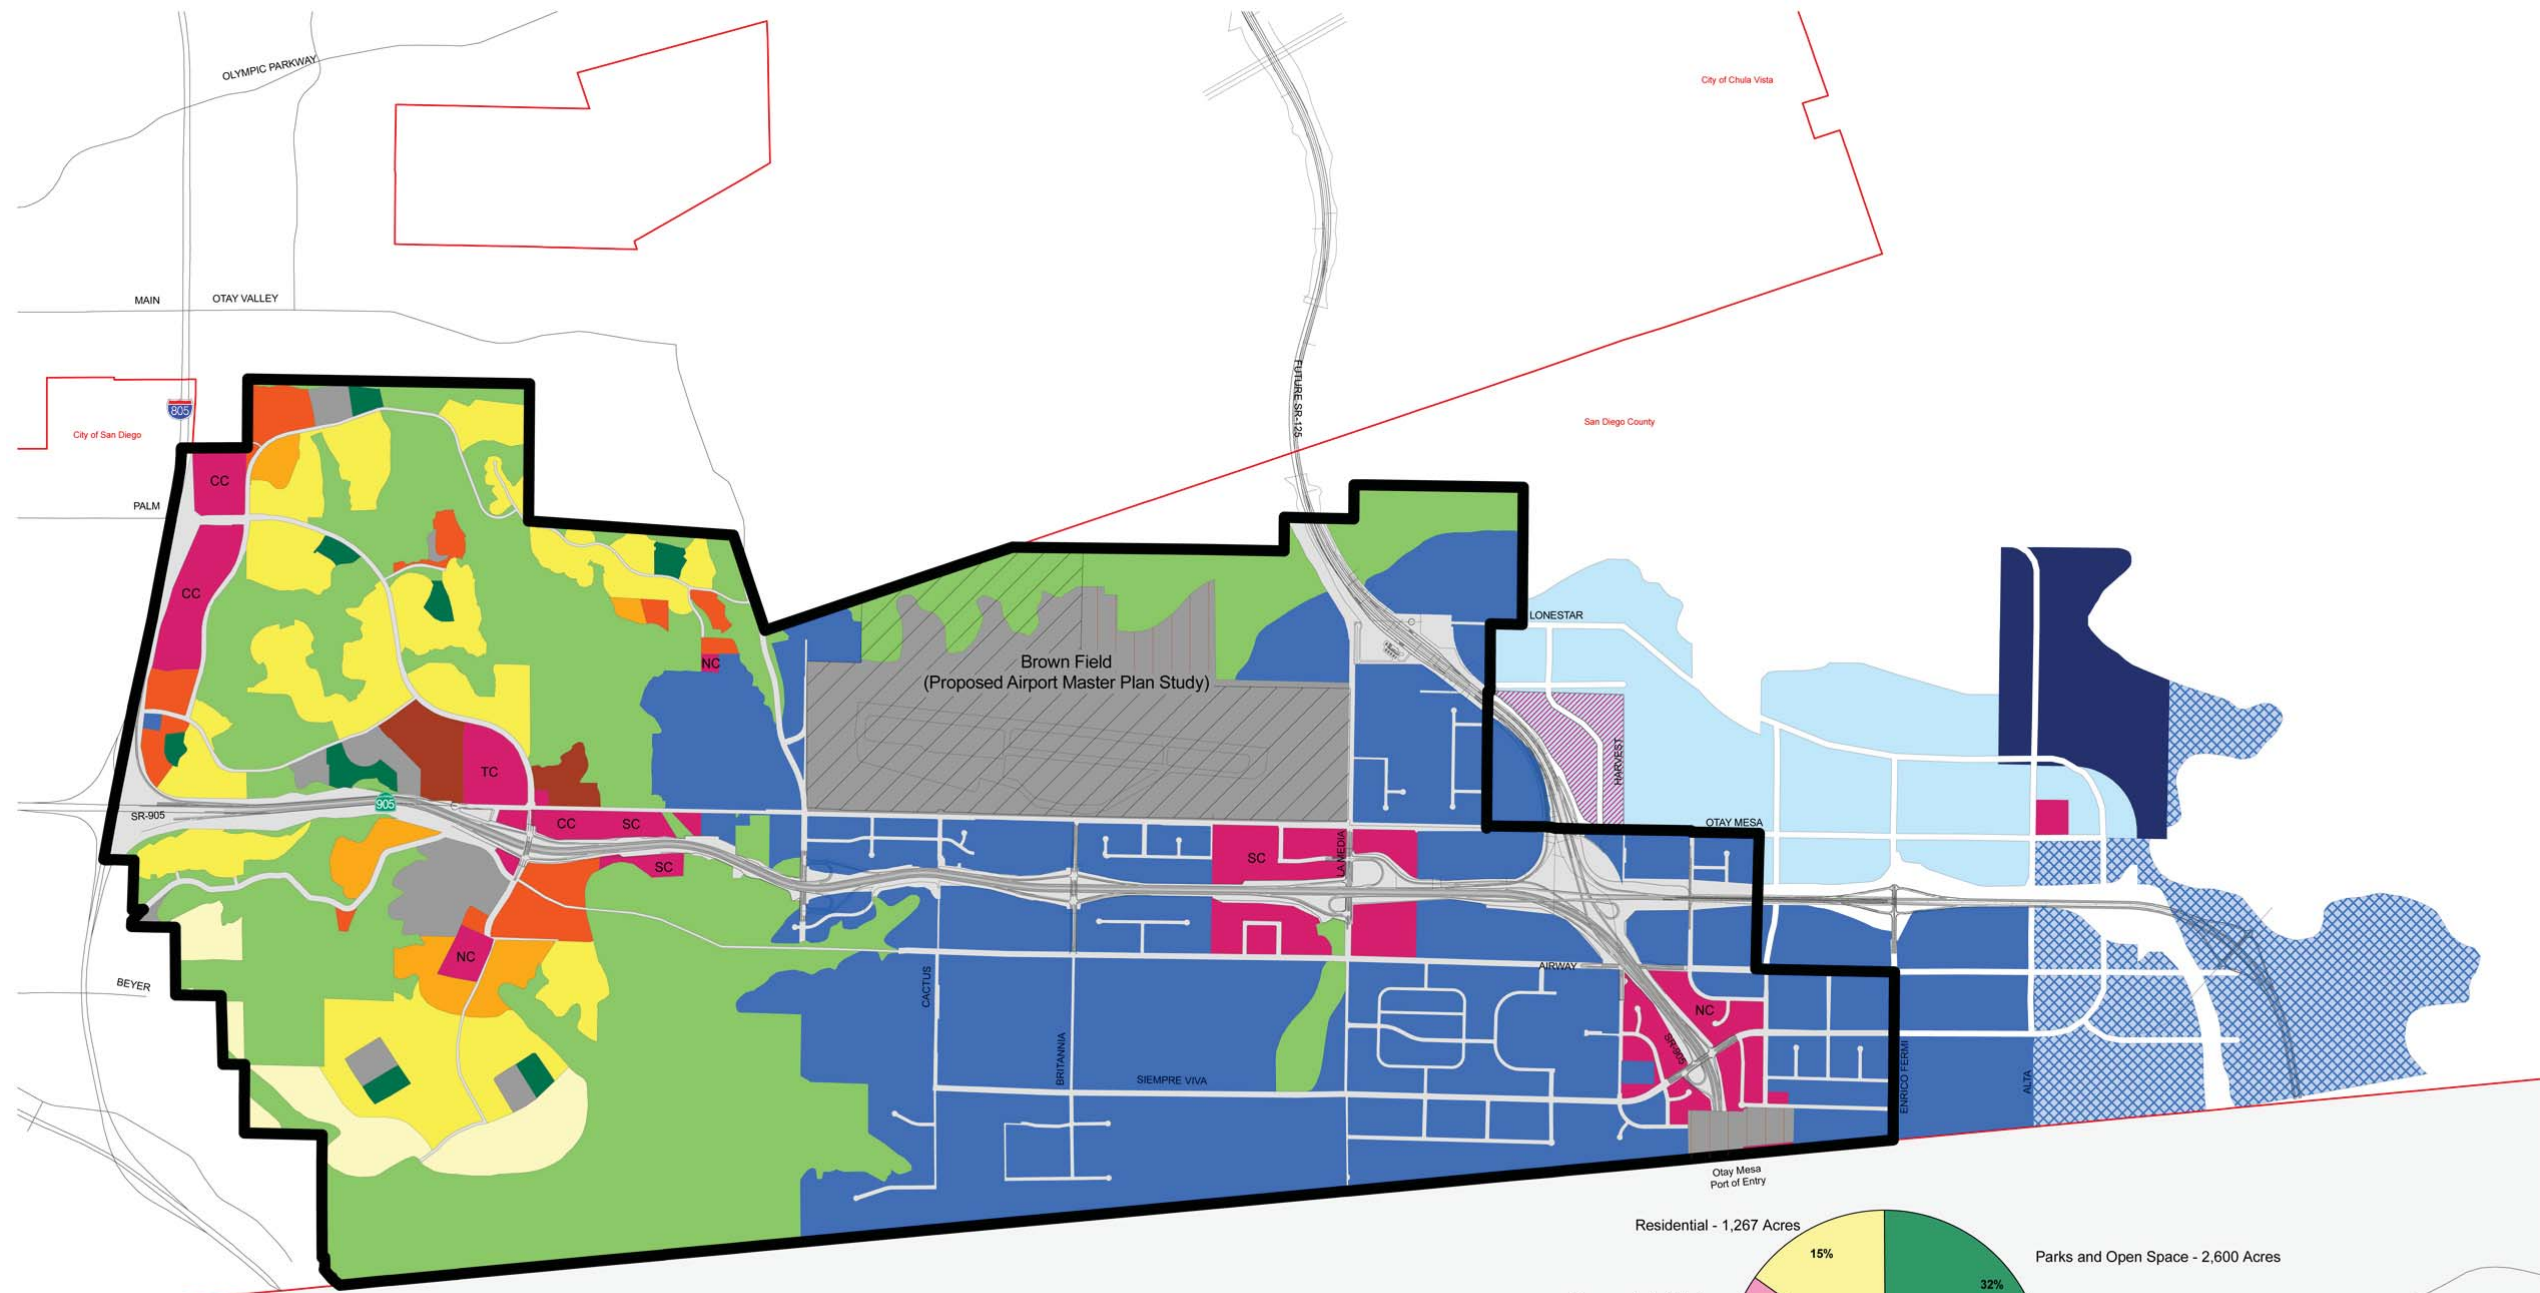 OLYMPIC PARKWAY
City of Chula Vista
MAIN
OTAY VALLEY
FUTURE SR-125
805
City of San Diego
San Diego County
CC
PALM
CC
LONESTAR
NC
Brown Field
(Proposed Airport Master Plan Study)
HARVEST
TC
905
SR-905
CC
SC
OTAY MESA
SC
SC
LA MEDIA
NC
AIRWAY
BEYER
CACTUS
NC
SR-905
BRITANNIA
SIEMPRE VIVA
ENRICO FERMI
ALTA
Otay Mesa
Port of Entry
Residential - 1,267 Acres
15%
Parks and Open Space - 2,600 Acres
32%